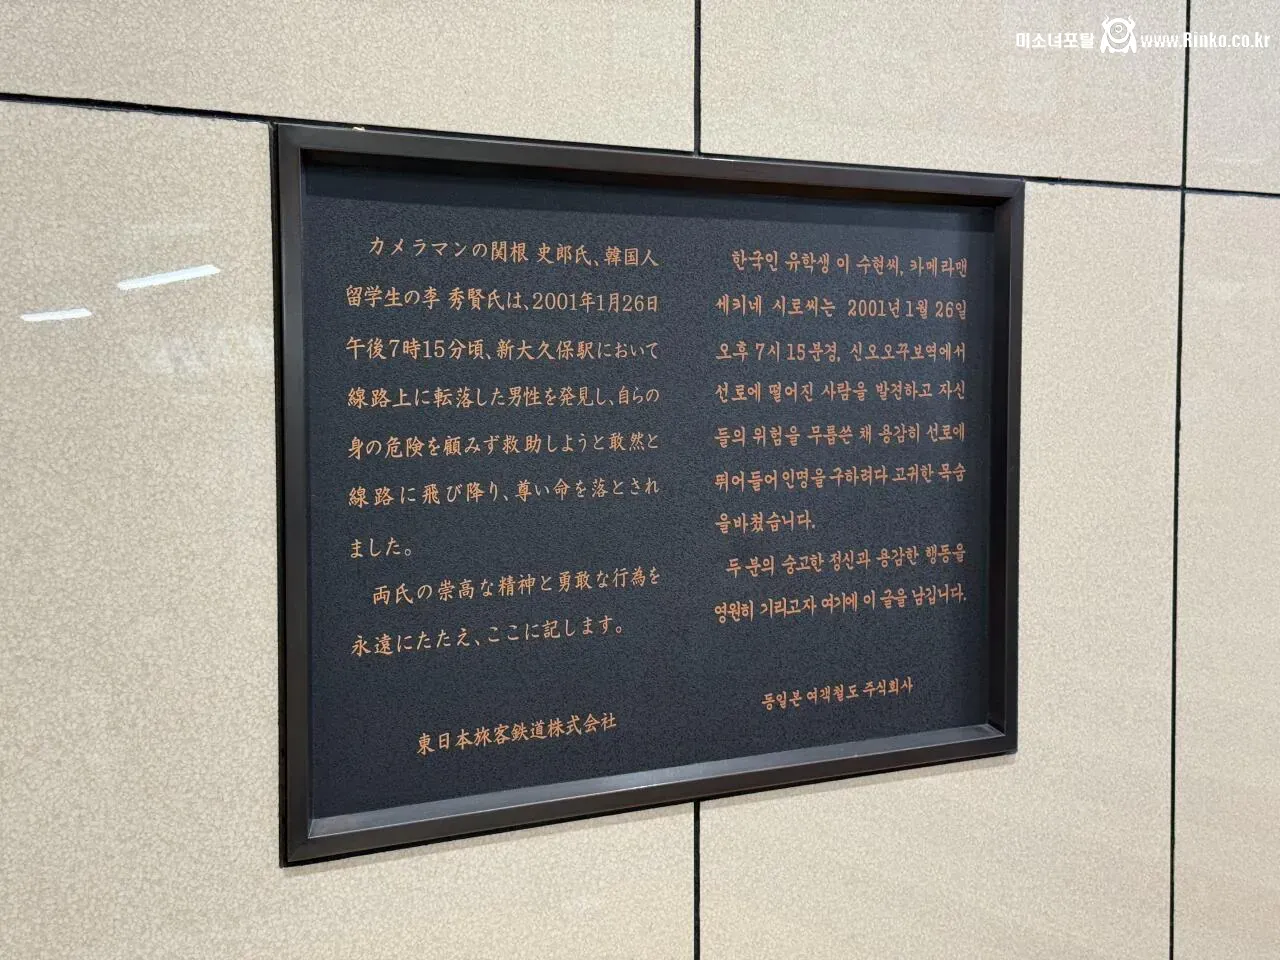 미소녀포탈 www.Rinko.co.kr
カメラマンの関根 史郎氏、韓国人
留学生の李 秀賢氏は、2001年1月26日
午後7時15分頃、新大久保駅において
線路上に転落した男性を発見し、自らの
身の危険を顧みず救助しようと敢然と
線路に飛び降り、尊い命を落とされ
ました。
両氏の崇高な精神と勇敢な行為を
永遠にたたえ、ここに記します。
東日本旅客鉄道株式会社
한국인 유학생 이 수현씨, 카메라맨
세키네 시로씨는 2001년 1월 26일
오후 7시 15분경, 신오오꾸보역에서
선로에 떨어진 사람을 발견하고 자신
들의 위험을 무릅쓴 채 용감히 선로에
뛰어들어 인명을 구하려다 고귀한 목숨
을바쳤습니다.
두 분의 숭고한 정신과 용감한 행동을
영원히 기리고자 여기에 이 글을 남깁니다.
동일본 여객철도 주식회사